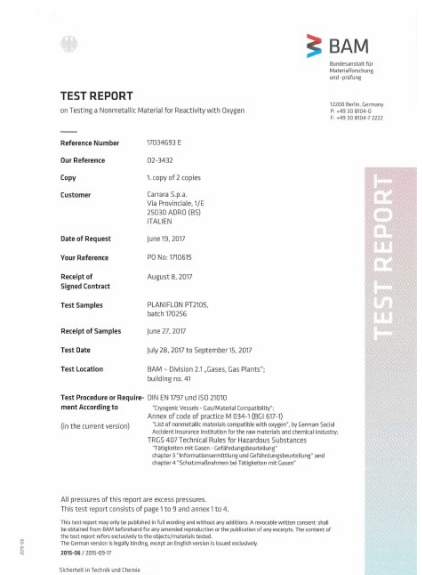 BAM
Bundesanstalt für
Materialforschung
und -prüfung
TEST REPORT
on Testing a Nonmetallic Material for Reactivity with Oxygen
12200 Berlin, Germany
P: +49 30 8104-0
F: +49 30 8104-7 2222
Reference Number 17034693 E
Our Reference 02-3432
Copy 1. copy of 2 copies
Customer Carrara S.p.a.
Via Provinciale, 1/E
25030 ADRO (BS)
ITALIEN
Date of Request June 19, 2017
Your Reference PO No: 1710615
Receipt of August 8, 2017
Signed Contract
Test Samples PLANIFLON PT2105,
batch 170256
Receipt of Samples June 27, 2017
Test Date July 28, 2017 to September 15, 2017
Test Location BAM – Division 2.1 „Gases, Gas Plants“;
building no. 41
Test Procedure or Require- DIN EN 1797 und ISO 21010
ment According to "Cryogenic Vessels - Gas/Material Compatibility";
Annex of code of practice M 034-1 (BGI 617-1)
(in the current version) "List of nonmetallic materials compatible with oxygen", by German Social
Accident Insurance Institution for the raw materials and chemical industry;
TRGS 407 Technical Rules for Hazardous Substances
"Tätigkeiten mit Gasen - Gefährdungsbeurteilung"
chapter 3 "Informationsermittlung und Gefährdungsbeurteilung" and
chapter 4 "Schutzmaßnahmen bei Tätigkeiten mit Gasen"
All pressures of this report are excess pressures.
This test report consists of page 1 to 9 and annex 1 to 4.
This test report may only be published in full wording and without any additions. A revocable written consent shall
be obtained from BAM beforehand for any amended reproduction or the publication of any excerpts. The content of
the test report refers exclusively to the objects/materials tested.
The German version is legally binding, except an English version is issued exclusively.
2015-06 / 2015-09-17
Sicherheit in Technik und Chemie
TEST REPORT